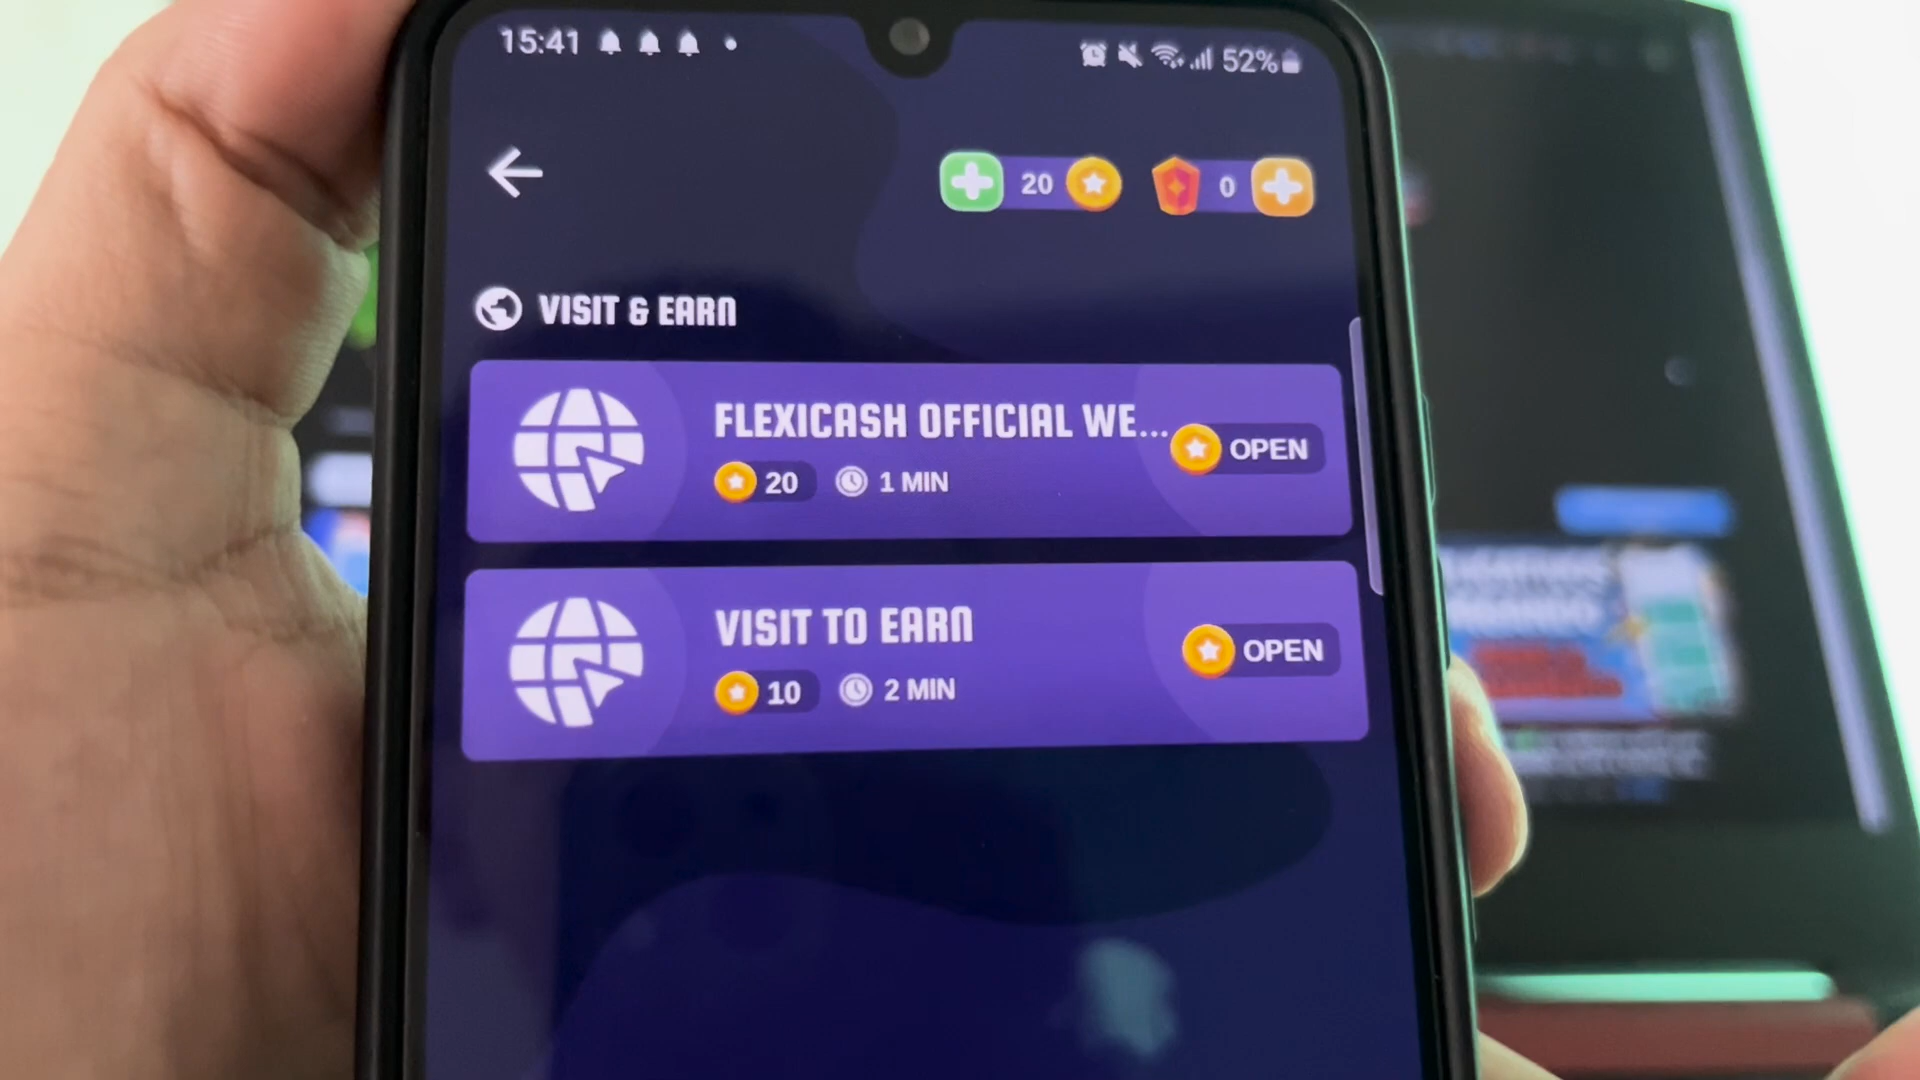 15:41
52%
20
0
VISIT & EARN
FLEXICASH OFFICIAL WE...
20
1 MIN
OPEN
VISIT TO EARN
10
2 MIN
OPEN